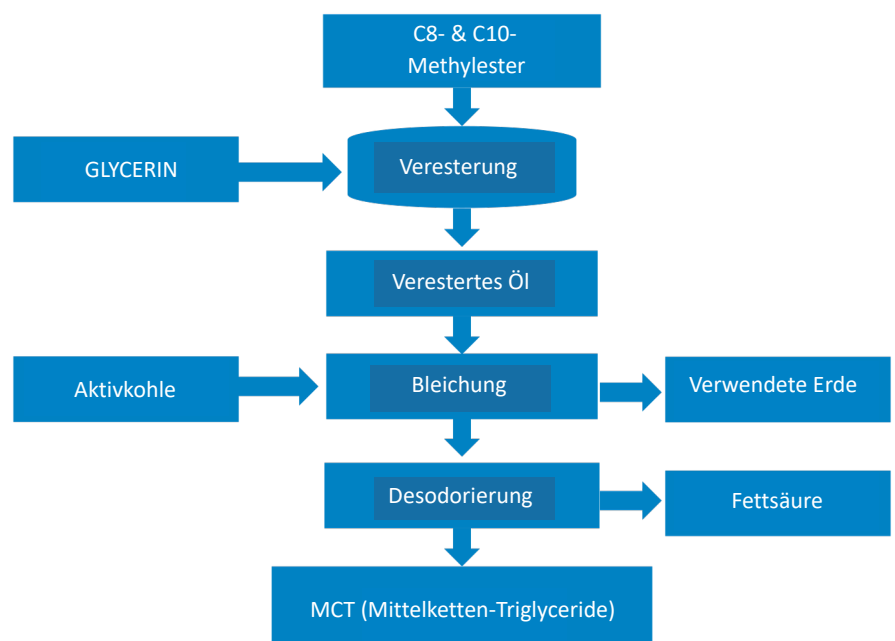 C8- & C10-
Methylester
GLYCERIN
Veresterung
Verestertes Öl
Aktivkohle
Bleichung
Verwendete Erde
Desodorierung
Fettsäure
MCT (Mittelketten-Triglyceride)